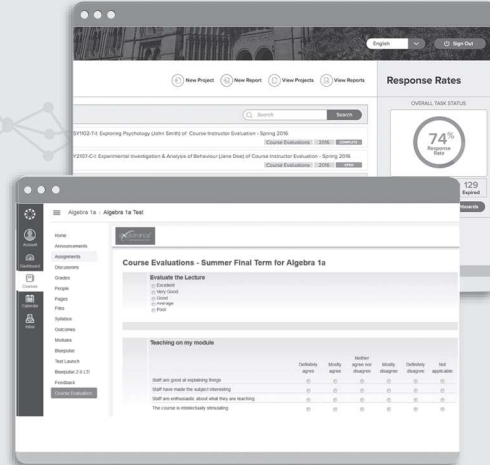 English
Sign Out
New Project
New Report
View Projects
View Reports
Response Rates
OVERALL TASK STATUS
74%
Response
Rate
129
Expired
Search
Search
SY1102-T-1: Exploring Psychology (John Smith) of Course Instructor Evaluation - Spring 2016
Course Evaluations 2016 COMPLETE
Experimental Investigation & Analysis of Behaviour (Jane Doe) of Course Instructor Evaluation - Spring 2016
Course Evaluations 2016 OPEN
Algebra 1a › Algebra 1a Test
Account
Dashboard
Courses
Calendar
Inbox
Home
Announcements
Assignments
Discussions
Grades
People
Pages
Files
Syllabus
Outcomes
Modules
Bluepulse
Text Launch
Bluepulse 2.0 LTI
Feedback
Course Evaluation
Course Evaluations - Summer Final Term for Algebra 1a
Evaluate the Lecture
Excellent
Very Good
Good
Average
Poor
Teaching on my module
Definitely agree
Mostly agree
Neither agree nor disagree
Mostly disagree
Definitely disagree
Not applicable
Staff are good at explaining things
Staff have made the subject interesting
Staff are enthusiastic about what they are teaching
The course is intellectually stimulating